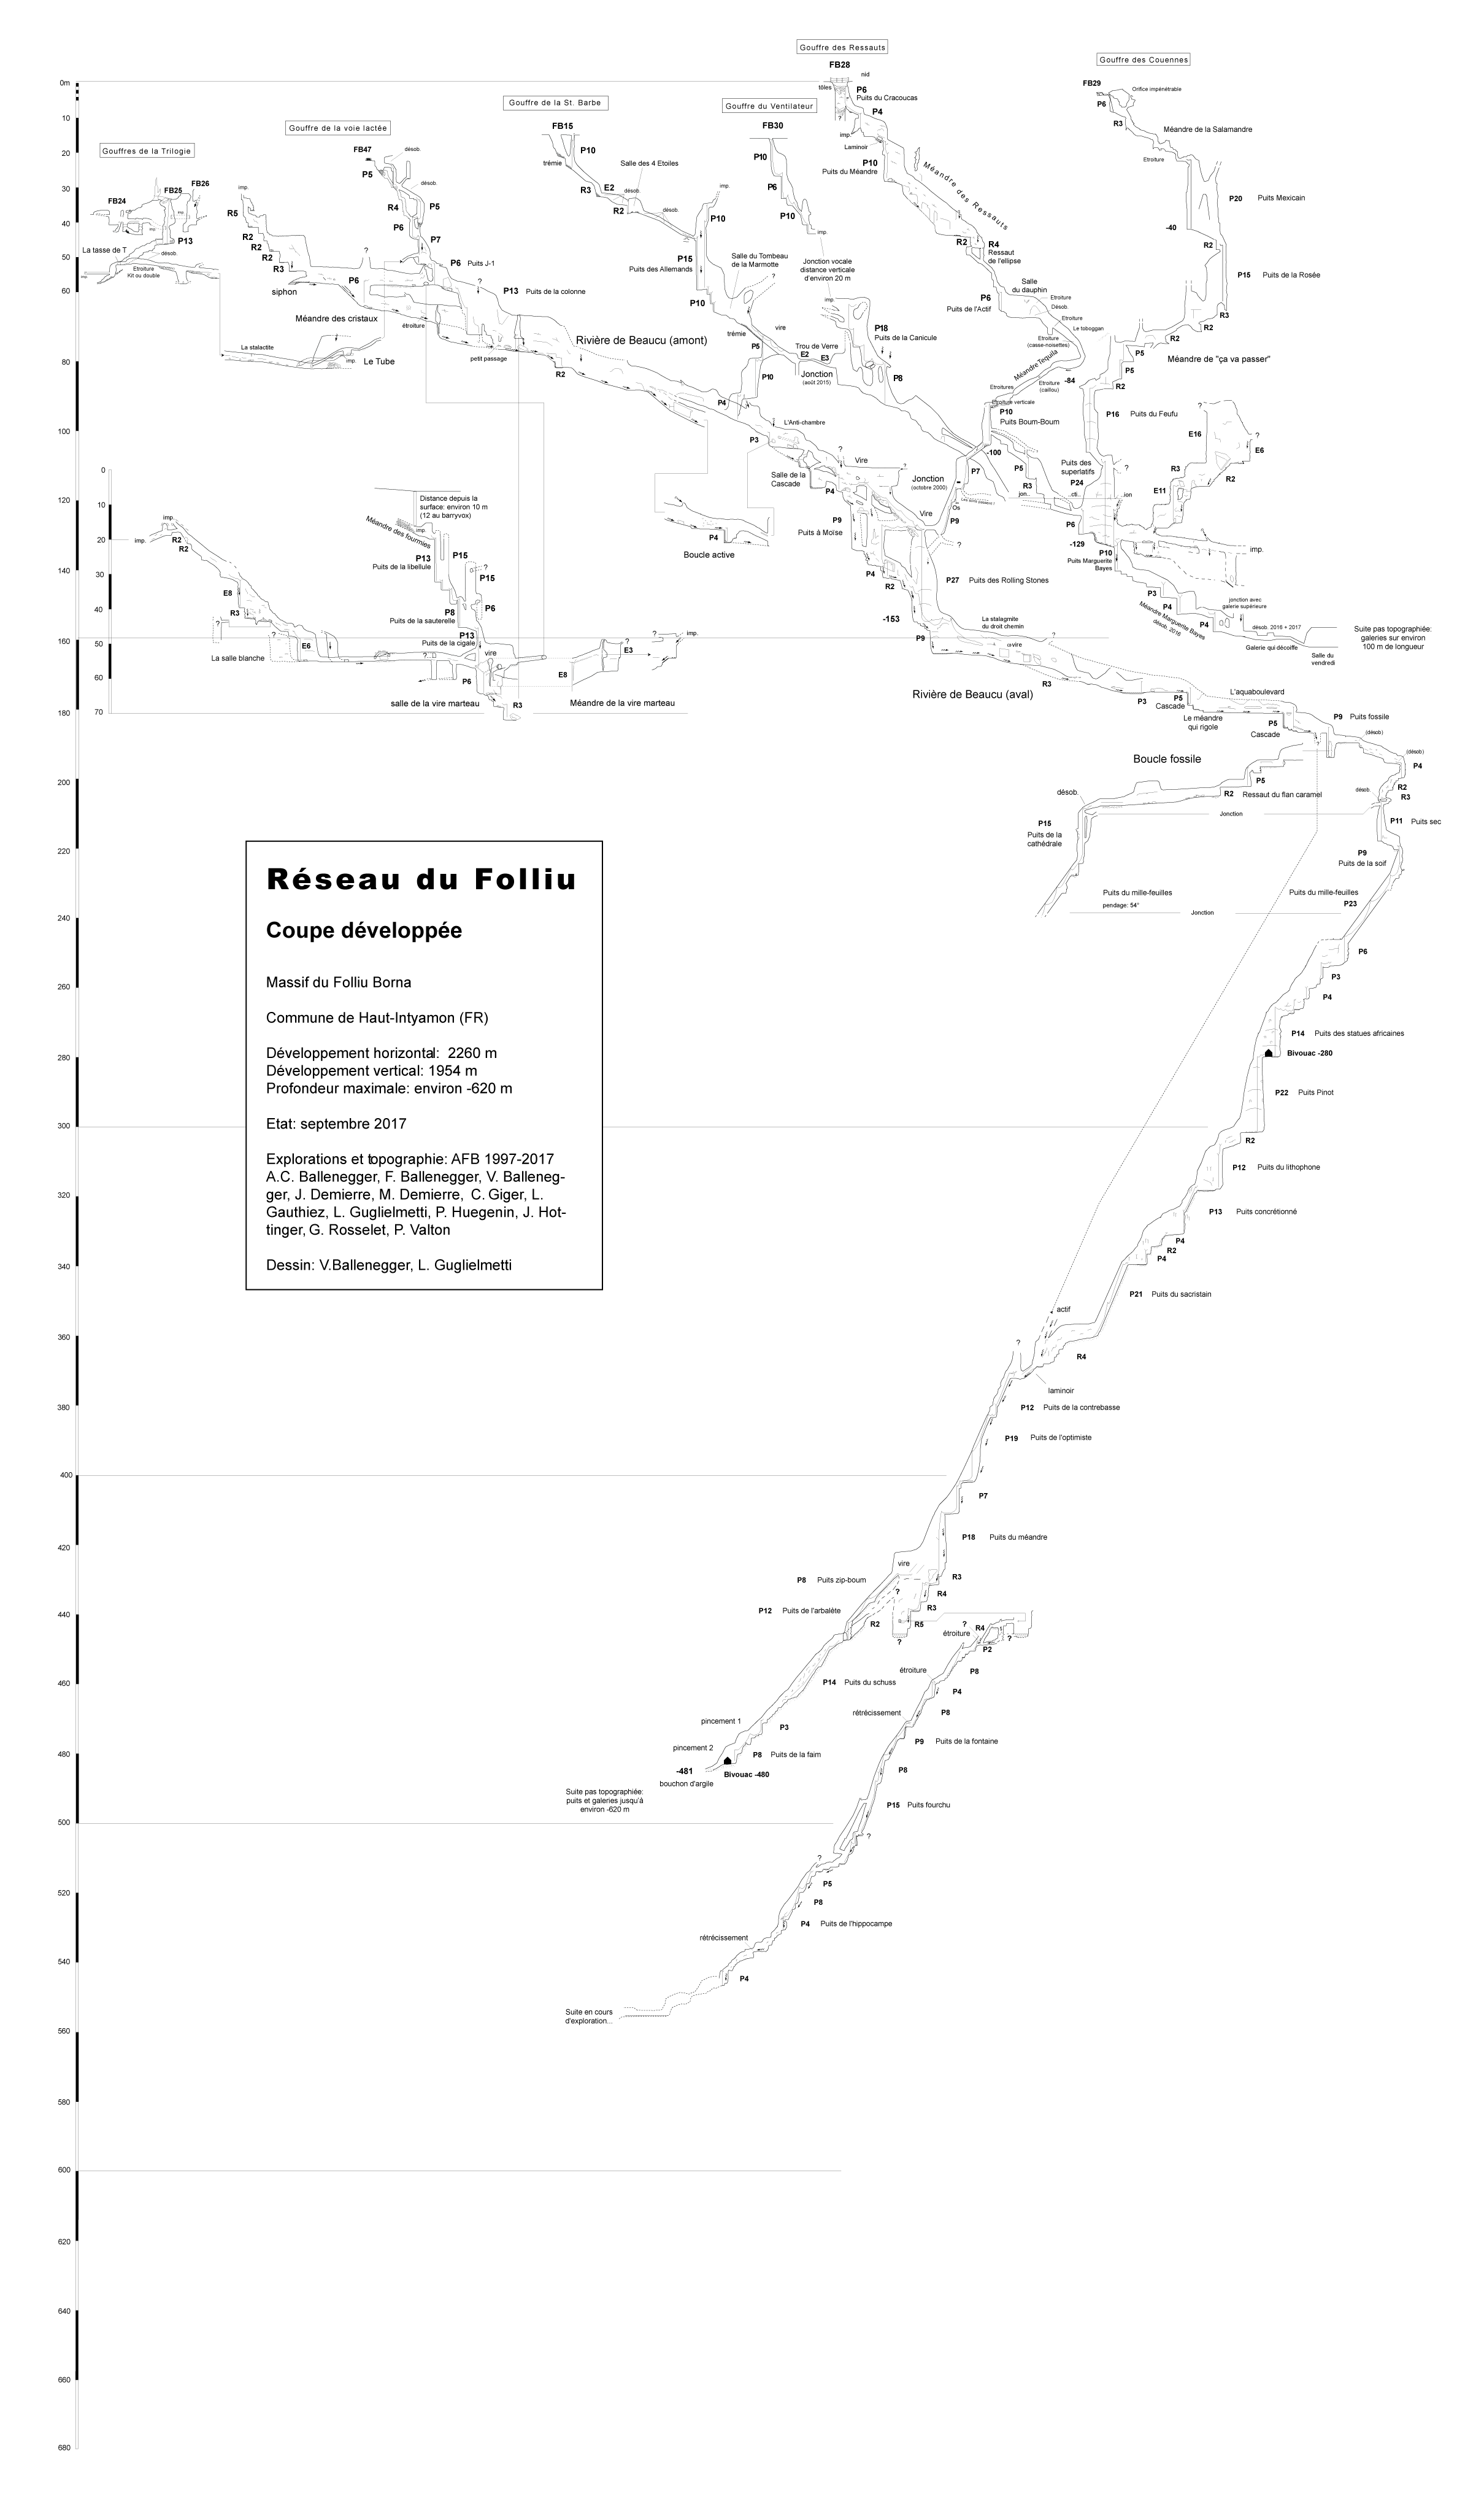 Gouffre des Ressauts
FB28
nid
Gouffre des Couennes
FB29
Orifice impénétrable
P6
R3
Méandre de la Salamandre
Etroiture
P20 Puits Mexicain
-40
R2
P15 Puits de la Rosée
R3
R2
R2
Méandre de "ça va passer"
P5
P5
R2
P16 Puits du Feufu
E16
?
?
E6
R3
R2
E11
Puits des
superlatifs
P24
?
P6
-129
P10
Puits Marguerite
Bayes
imp.
P3
P4
P4
Méandre Marguerite Bayes
désob. 2016
jonction avec
galerie supérieure
désob. 2016 + 2017
Galerie qui décoiffe
Salle du
vendredi
Suite pas topographiée:
galeries sur environ
100 m de longueur
tôles
P6
Puits du Cracoucas
?
P4
imp.
Laminoir
P10
Puits du Méandre
Méandre des Ressauts
R2
R4
Ressaut
de l'ellipse
P6
Puits de l'Actif
Salle
du dauphin
Etroiture
Désob.
Etroiture
Le toboggan
Etroiture
(casse-noisettes)
Méandre Tequila
-84
Etroiture
(caillou)
Etroitures
Etroiture verticale
P10
Puits Boum-Boum
-100
P7
P5
R3
jon..
..cti..
..ion
Os
P9
?
Gouffre du Ventilateur
FB30
P10
P6
P10
imp.
Jonction vocale
distance verticale
d'environ 20 m
imp.
P18
Puits de la Canicule
P8
Trou de Verre
E2 E3
Jonction
(août 2015)
Gouffre de la St. Barbe
FB15
P10
trémie
Salle des 4 Etoiles
E2
R3
R2
désob.
désob.
imp.
P10
P15
Puits des Allemands
P10
Salle du Tombeau
de la Marmotte
?
trémie
vire
P5
P10
P4
Gouffre de la voie lactée
FB47
désob.
P5
désob.
R4
P5
P6
P7
P6 Puits J-1
?
P13 Puits de la colonne
imp.
R5
R2
R2
R2
R3
siphon
?
P6
Méandre des cristaux
étroiture
petit passage
Rivière de Beaucu (amont)
R2
Gouffres de la Trilogie
FB24
FB25
FB26
imp.
imp.
P13
La tasse de T
désob.
imp.
Etroiture
Kit ou double
La stalactite
imp.
Le Tube
L'Anti-chambre
P3
Salle de la
Cascade
?
Vire
?
P4
Jonction
(octobre 2000)
Vire
P9
Puits à Moïse
P4
R2
P27 Puits des Rolling Stones
-153
P9
La stalagmite
du droit chemin
vire
?
R3
Rivière de Beaucu (aval)
P3
P5
Cascade
L'aquaboulevard
Le méandre
qui rigole
P5
Cascade
?
P9 Puits fossile
(désob)
(désob)
P4
R2
R3
désob.
P11 Puits sec
P9
Puits de la soif
Boucle fossile
P5
R2 Ressaut du flan caramel
désob.
Jonction
P15
Puits de la
cathédrale
Puits du mille-feuilles
pendage: 54°
Jonction
Puits du mille-feuilles
P23
?
P4
Boucle active
Distance depuis la
surface: environ 10 m
(12 au barryvox)
Méandre des fourmies
imp.
P13
Puits de la libellule
P15
?
P15
P8
Puits de la sauterelle
P6
P13
Puits de la cigale
?
vire
P6
salle de la vire marteau
R3
E8
E3
?
?
imp.
Méandre de la vire marteau
imp.
imp.
R2
R2
E8
R3
?
?
E6
La salle blanche
0
10
20
30
40
50
60
70
0m
10
20
30
40
50
60
80
100
120
140
160
180
200
220
240
260
280
300
320
340
360
380
400
420
440
460
480
500
520
540
560
580
600
620
640
660
680
Réseau du Folliu
Coupe développée
Massif du Folliu Borna
Commune de Haut-Intyamon (FR)
Développement horizontal: 2260 m
Développement vertical: 1954 m
Profondeur maximale: environ -620 m
Etat: septembre 2017
Explorations et topographie: AFB 1997-2017
A.C. Ballenegger, F. Ballenegger, V. Balleneg-
ger, J. Demierre, M. Demierre, C. Giger, L.
Gauthiez, L. Guglielmetti, P. Huegenin, J. Hot-
tinger, G. Rosselet, P. Valton
Dessin: V.Ballenegger, L. Guglielmetti
P6
P3
P4
P14 Puits des statues africaines
Bivouac -280
P22 Puits Pinot
R2
P12 Puits du lithophone
P13 Puits concrétionné
P4
R2
P4
P21 Puits du sacristain
actif
R4
?
laminoir
P12 Puits de la contrebasse
P19 Puits de l'optimiste
P7
P18 Puits du méandre
vire
P8 Puits zip-boum
?
R3
R4
R3
P12 Puits de l'arbalète
R2
R5
?
?
R4
étroiture
?
P2
étroiture
P8
P14 Puits du schuss
P4
rétrécissement
P8
pincement 1
P3
P9 Puits de la fontaine
pincement 2
P8 Puits de la faim
-481
Bivouac -480
bouchon d'argile
P8
Suite pas topographiée:
puits et galeries jusqu'à
environ -620 m
P15 Puits fourchu
?
?
P5
P8
P4 Puits de l'hippocampe
rétrécissement
P4
Suite en cours
d'exploration...